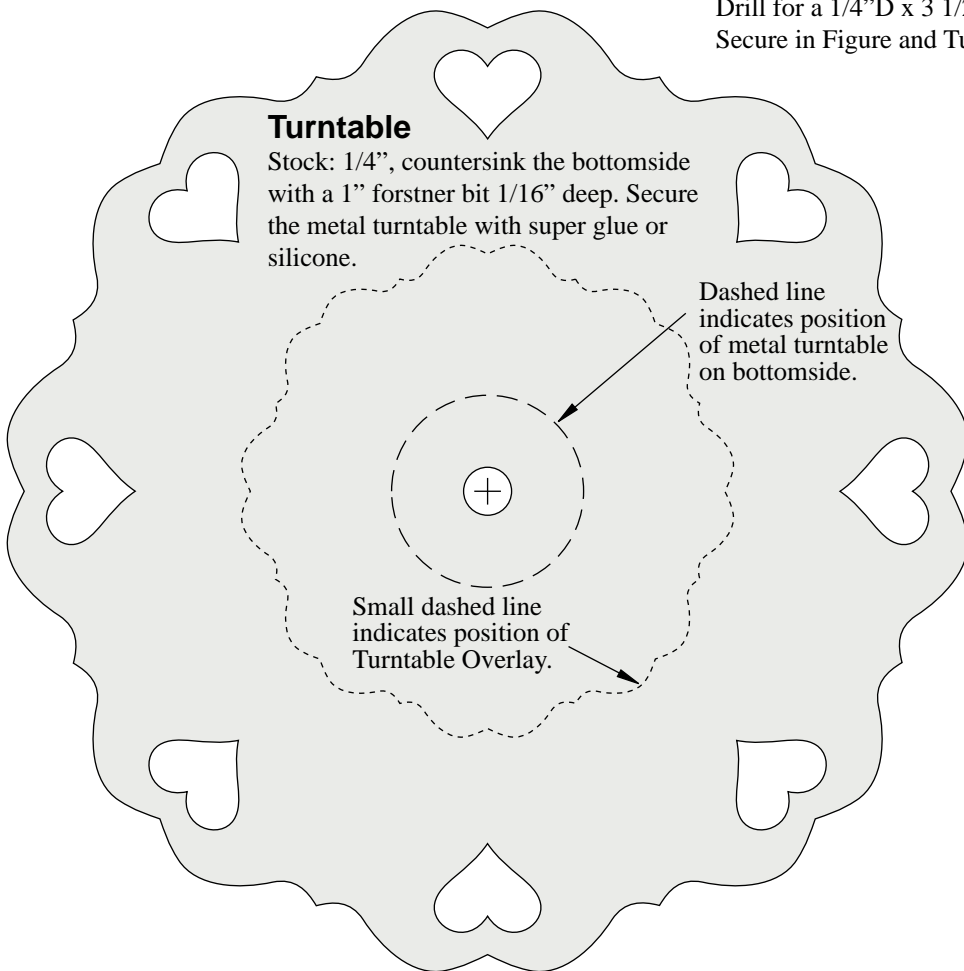 Drill for a 1/4”D x 3 1/
Secure in Figure and
Turntable
Stock: 1/4”, countersink the bottomside
with a 1” forstner bit 1/16” deep. Secure
the metal turntable with super glue or
silicone.
Dashed line
indicates position
of metal turntable
on bottomside.
Small dashed line
indicates position of
Turntable Overlay.